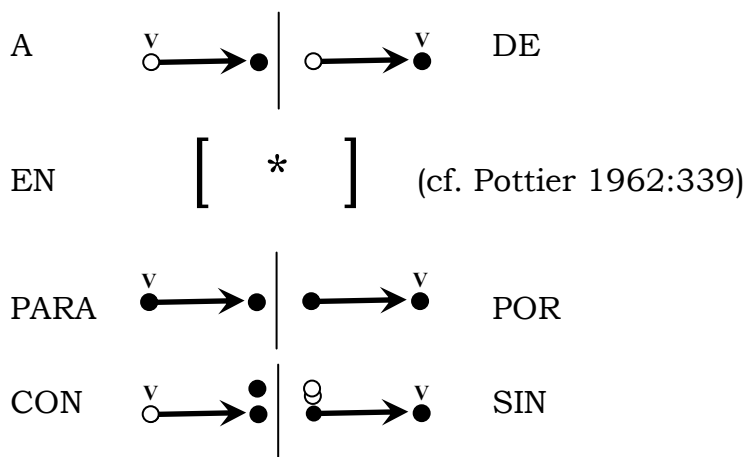 A v v DE
EN [ * ] (cf. Pottier 1962:339)
PARA v v POR
CON v v SIN